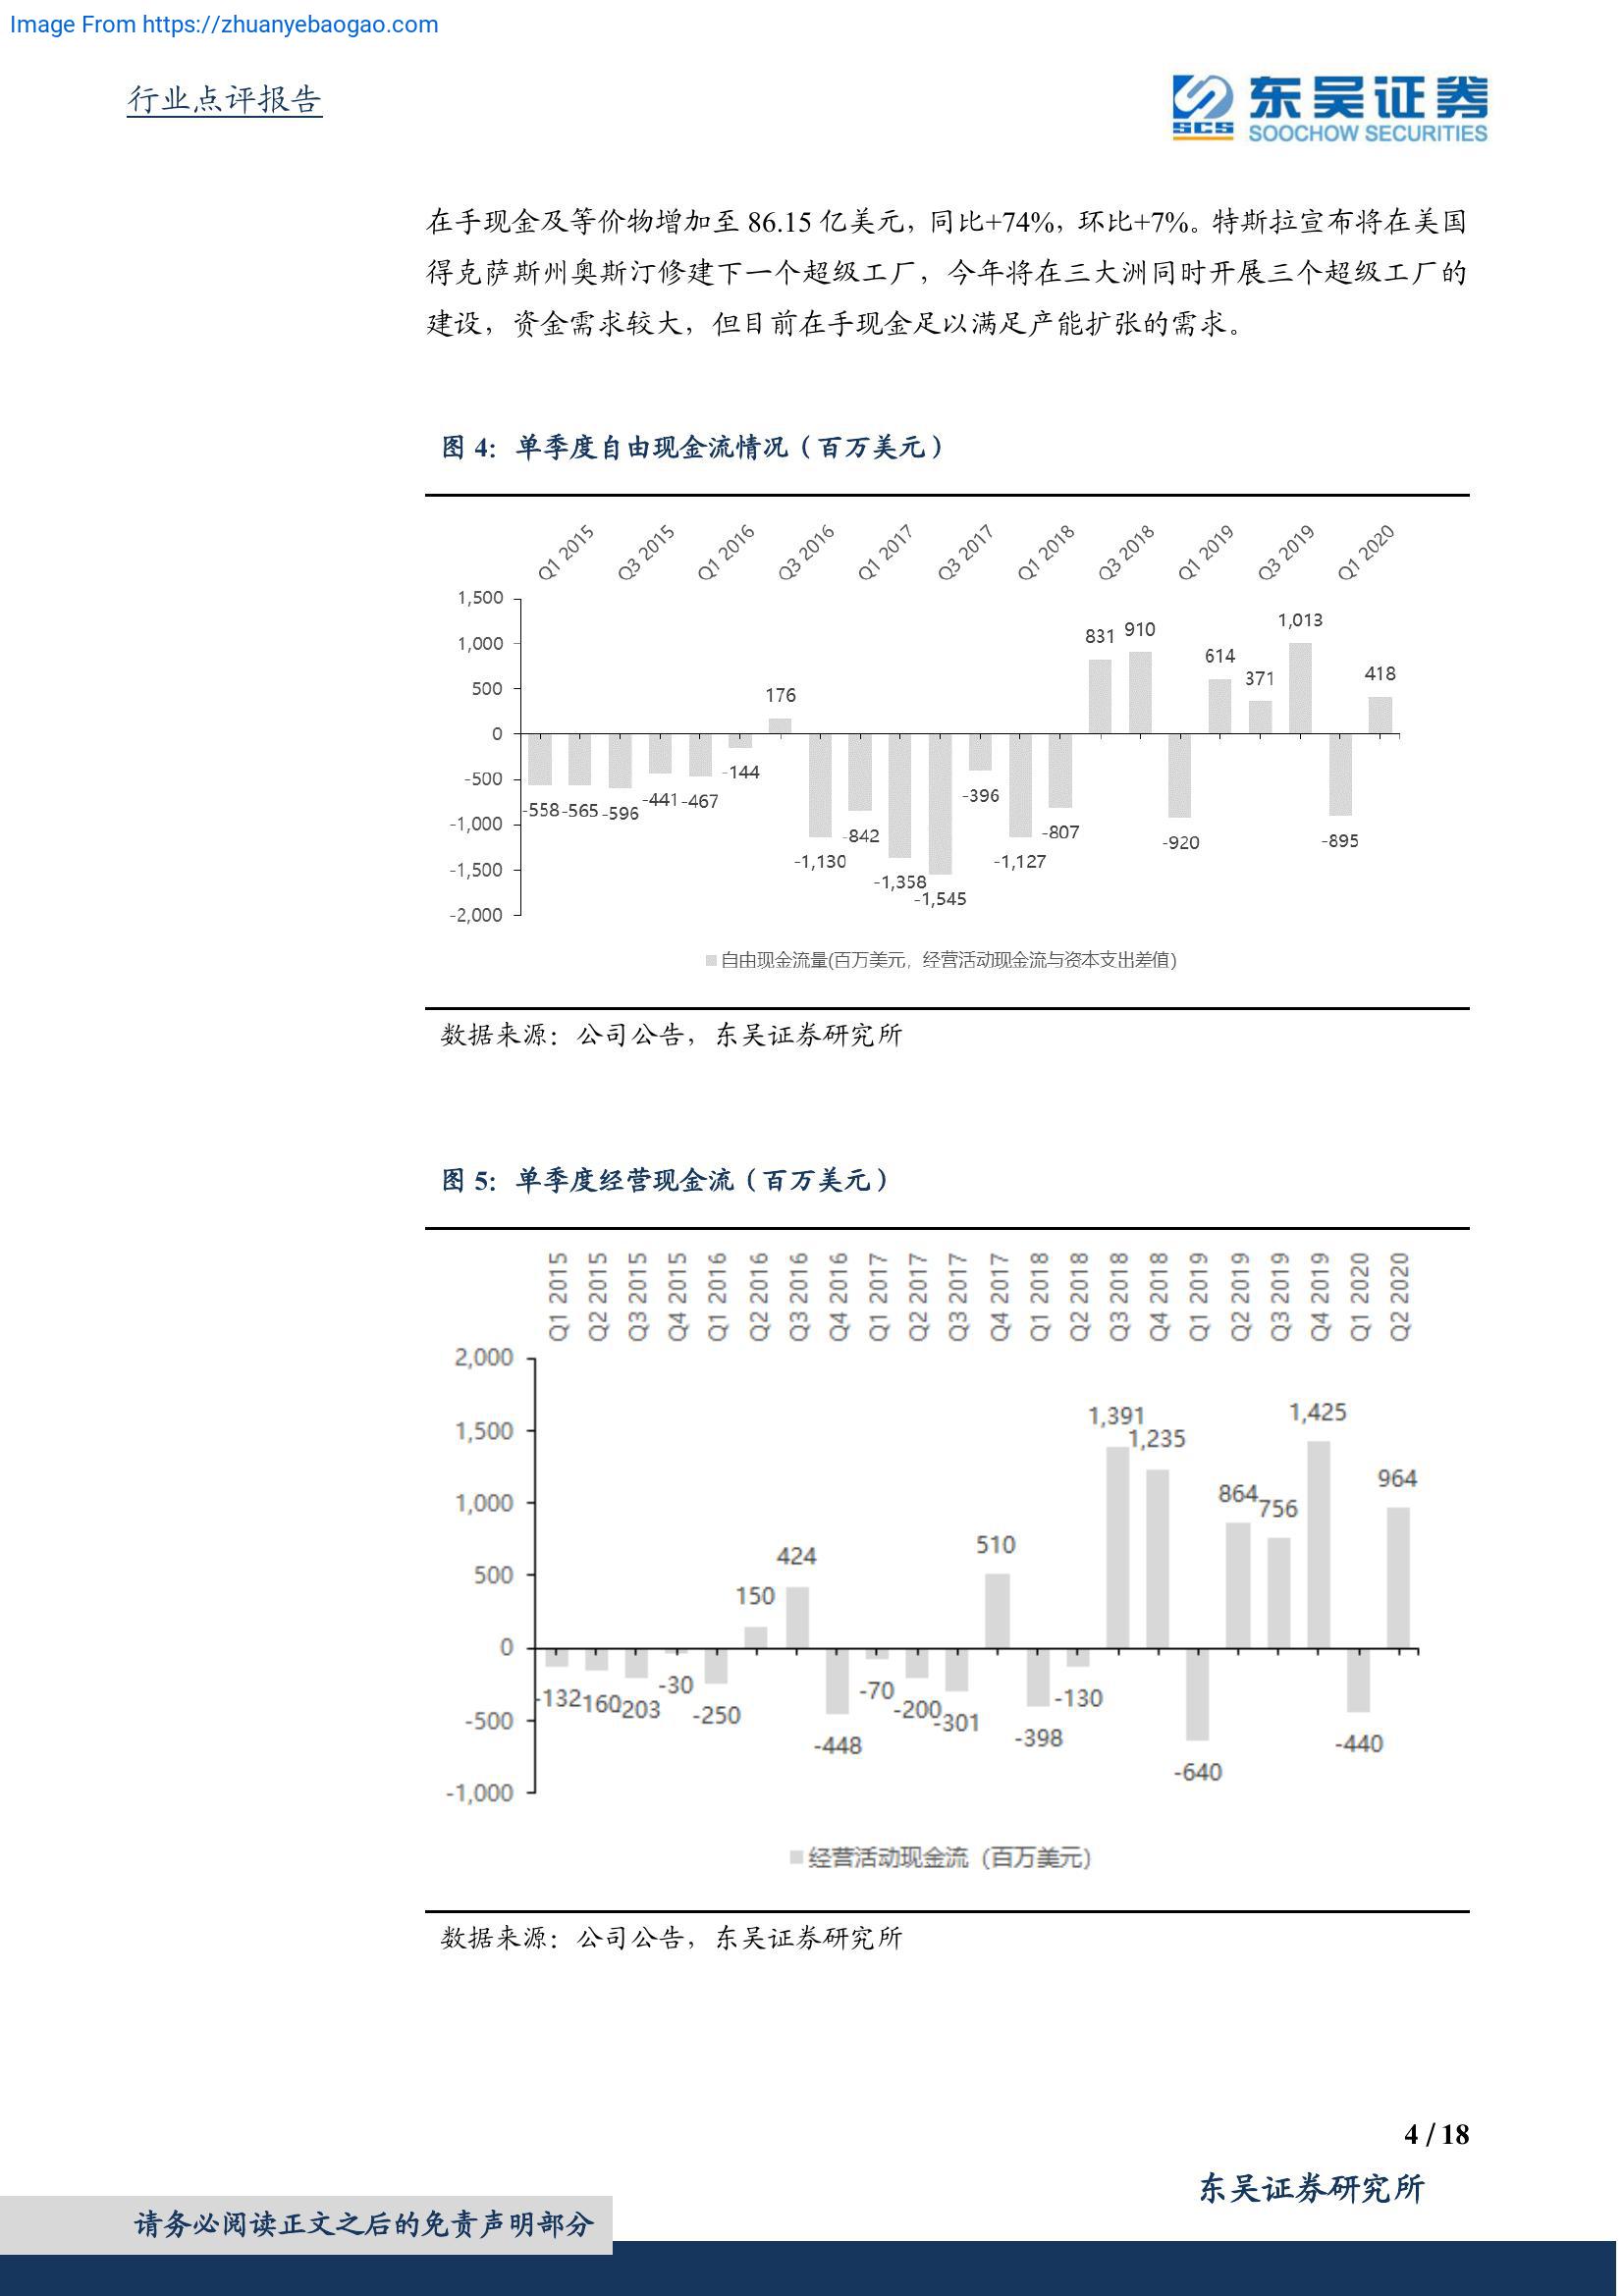 Image From https://zhuanyebaogao.com
行业点评报告
东吴证券
SCS
SOOCHOW SECURITIES
在手现金及等价物增加至 86.15 亿美元，同比+74%，环比+7%。特斯拉宣布将在美国
得克萨斯州奥斯汀修建下一个超级工厂，今年将在三大洲同时开展三个超级工厂的
建设，资金需求较大，但目前在手现金足以满足产能扩张的需求。
图 4：单季度自由现金流情况（百万美元）
Q1 2015 Q3 2015 Q1 2016 Q3 2016 Q1 2017 Q3 2017 Q1 2018 Q3 2018 Q1 2019 Q3 2019 Q1 2020
1,500
1,000
500
0
-500
-1,000
-1,500
-2,000
-558 -565 -596 -441 -467 -144 176 -1,130 -842 -1,358 -1,545 -396 -1,127 -807 831 910 -920 614 371 1,013 -895 418
自由现金流量(百万美元，经营活动现金流与资本支出差值)
数据来源：公司公告，东吴证券研究所
图 5：单季度经营现金流（百万美元）
Q1 2015 Q2 2015 Q3 2015 Q4 2015 Q1 2016 Q2 2016 Q3 2016 Q4 2016 Q1 2017 Q2 2017 Q3 2017 Q4 2017 Q1 2018 Q2 2018 Q3 2018 Q4 2018 Q1 2019 Q2 2019 Q3 2019 Q4 2019 Q1 2020 Q2 2020
2,000
1,500
1,000
500
0
-500
-1,000
-132 -160 -203 -30 -250 150 424 -448 -70 -200 -301 510 -398 -130 1,391 1,235 -640 864 756 1,425 -440 964
经营活动现金流（百万美元）
数据来源：公司公告，东吴证券研究所
4 / 18
东吴证券研究所
请务必阅读正文之后的免责声明部分